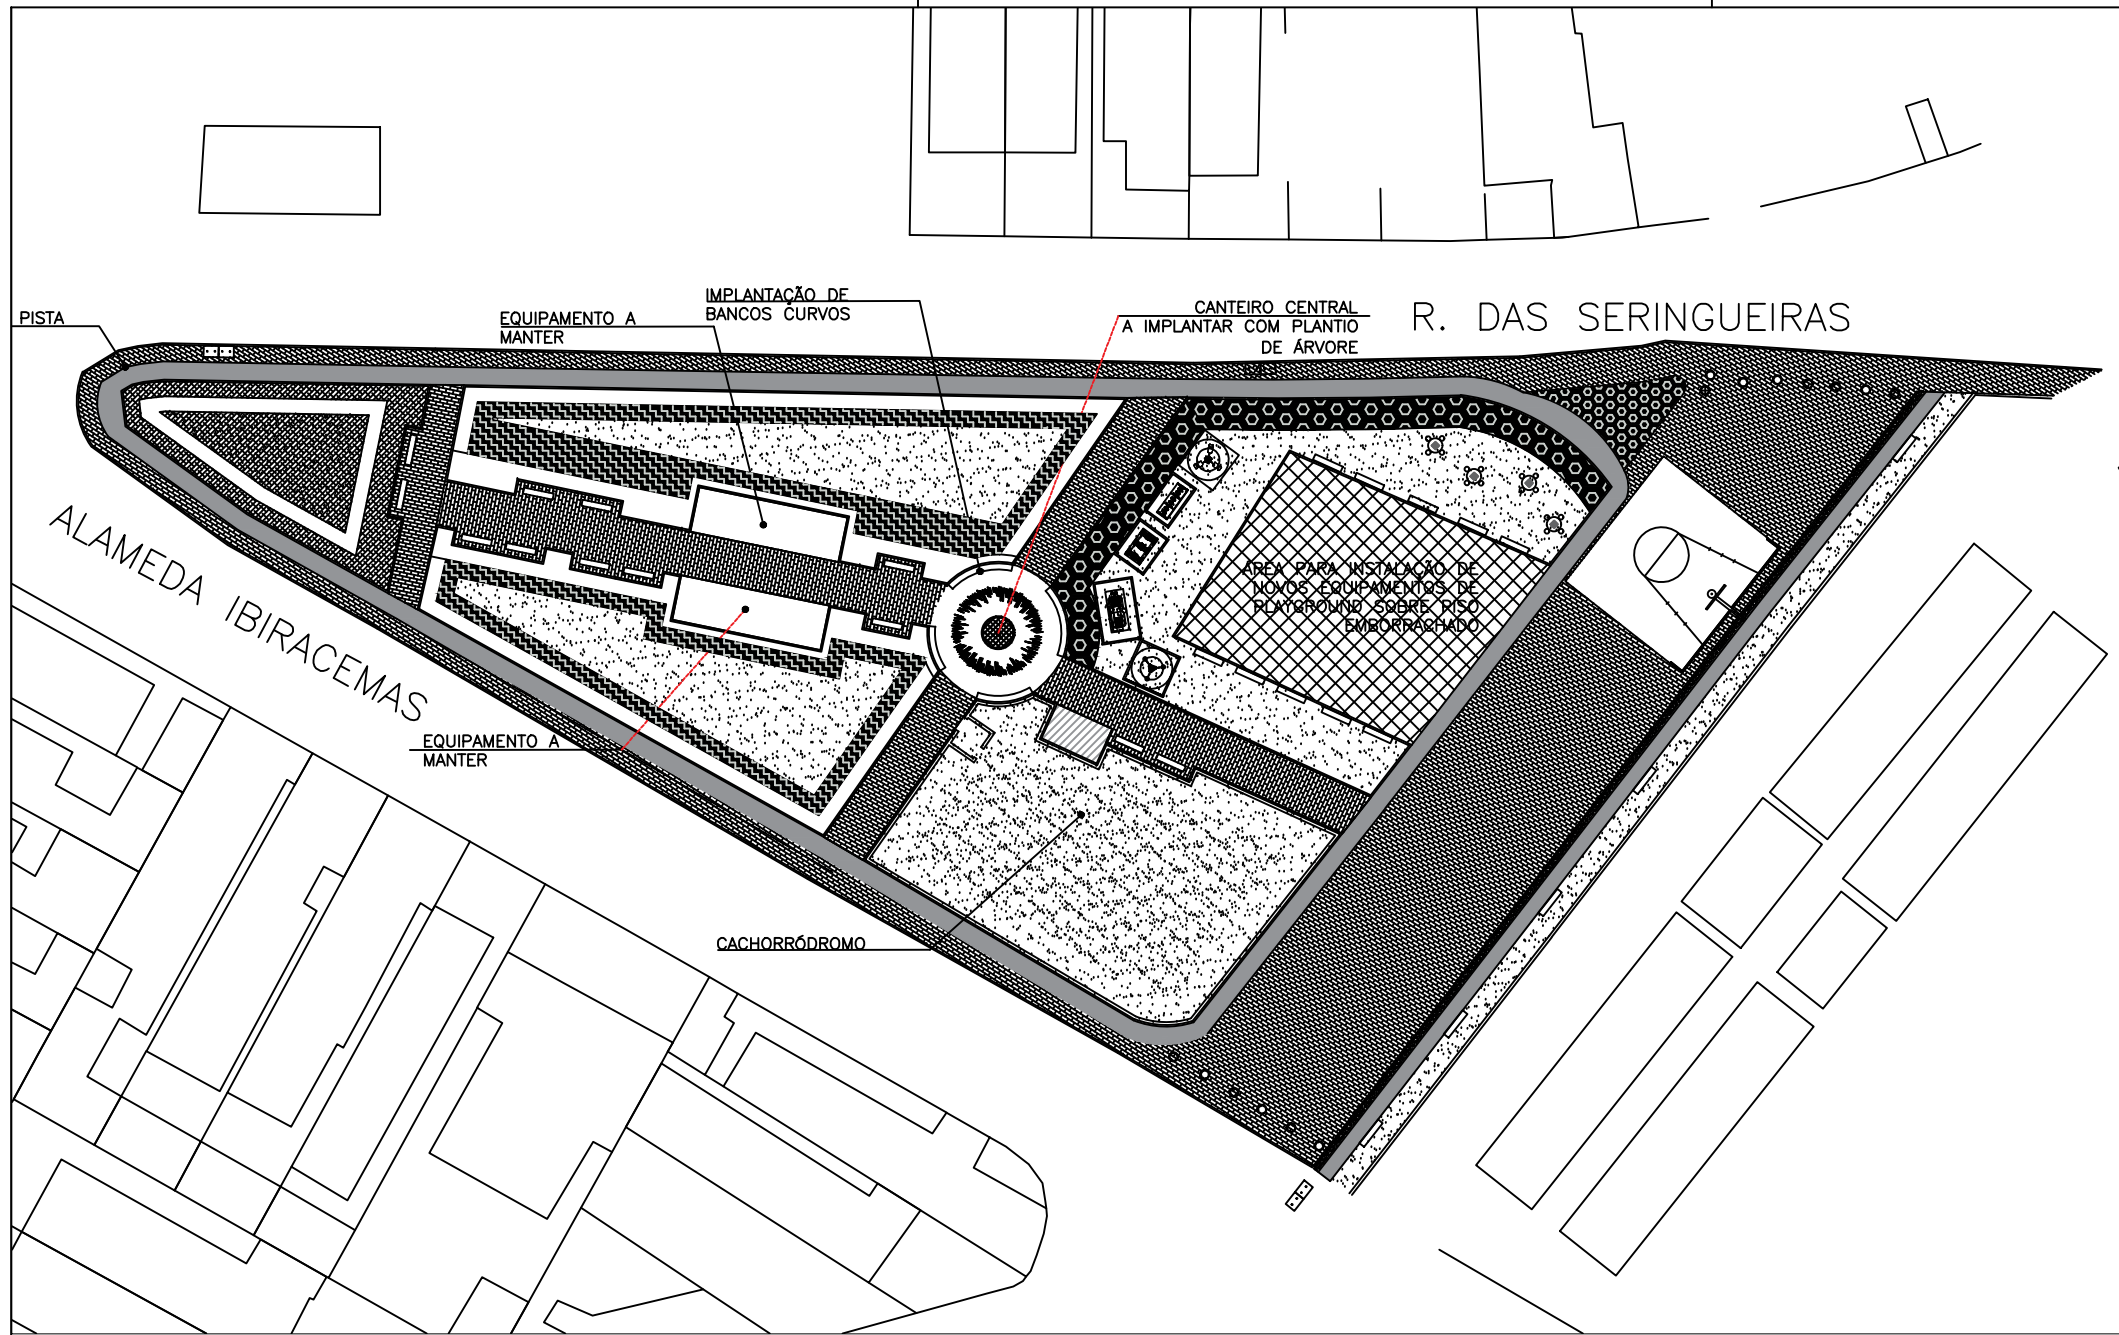 IMPLANTAÇÃO DE
BANCOS CURVOS
CANTEIRO CENTRAL
A IMPLANTAR COM PLANTIO
DE ÁRVORE
R. DAS SERINGUEIRAS
PISTA
EQUIPAMENTO A
MANTER
ALAMEDA IBIRACEMAS
ÁREA PARA INSTALAÇÃO DE
NOVOS EQUIPAMENTOS DE
PLAYGROUND SOBRE PISO
EMBORRACHADO
EQUIPAMENTO A
MANTER
CACHORRÓDROMO